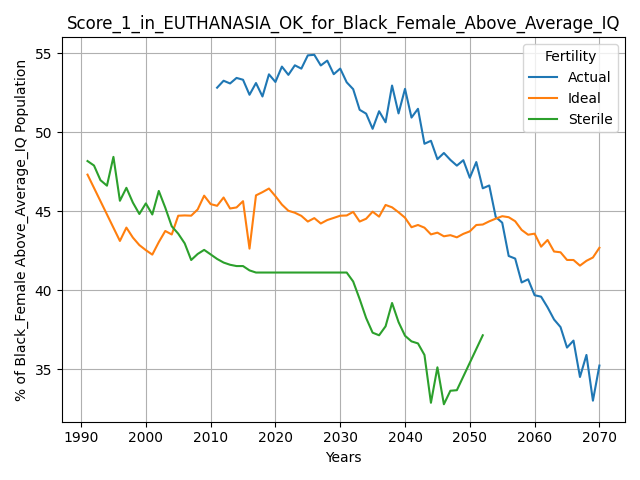 Score_1_in_EUTHANASIA_OK_for_Black_Female_Above_Average_IQ
% of Black_Female Above_Average_IQ Population
55
50
45
40
35
Fertility
Actual
Ideal
Sterile
1990 2000 2010 2020 2030 2040 2050 2060 2070
Years